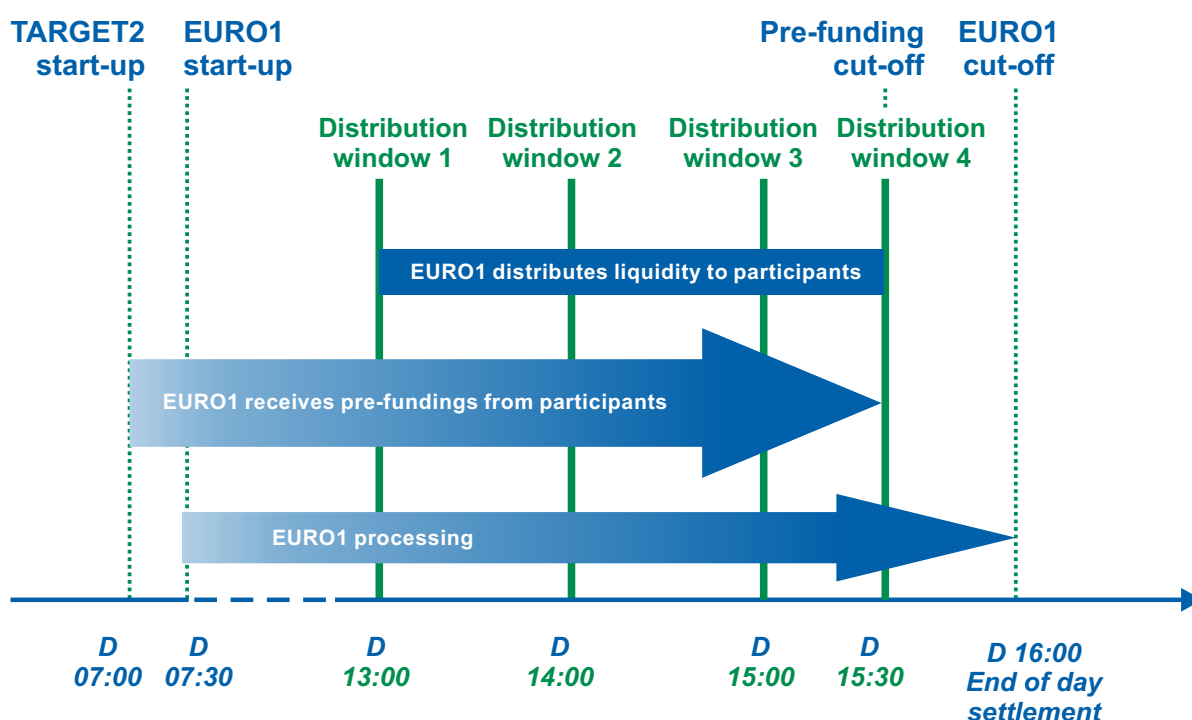 TARGET2
start-up
EURO1
start-up
Pre-funding
cut-off
EURO1
cut-off
Distribution
window 1
Distribution
window 2
Distribution
window 3
Distribution
window 4
EURO1 distributes liquidity to participants
EURO1 receives pre-fundings from participants
EURO1 processing
D
07:00
D
07:30
D
13:00
D
14:00
D
15:00
D
15:30
D 16:00
End of day
settlement